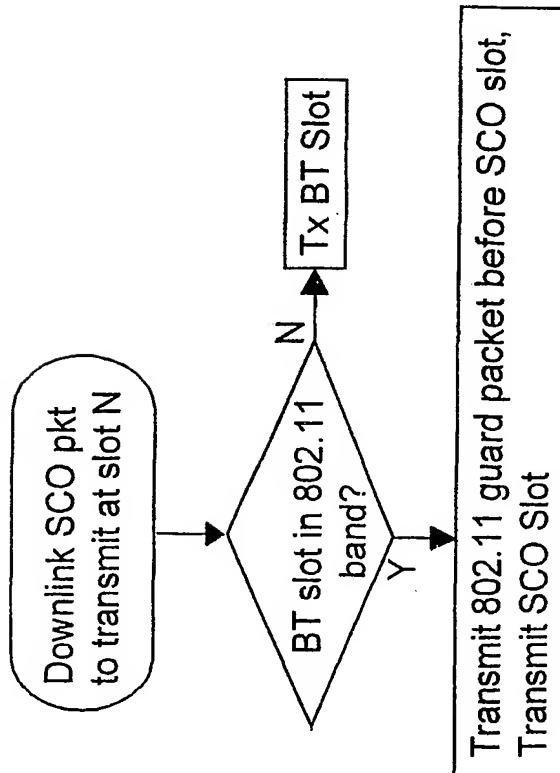 Downlink SCO pkt
to transmit at slot N
BT slot in 802.11
band?
N
Tx BT Slot
Y
Transmit 802.11 guard packet before SCO slot,
Transmit SCO Slot